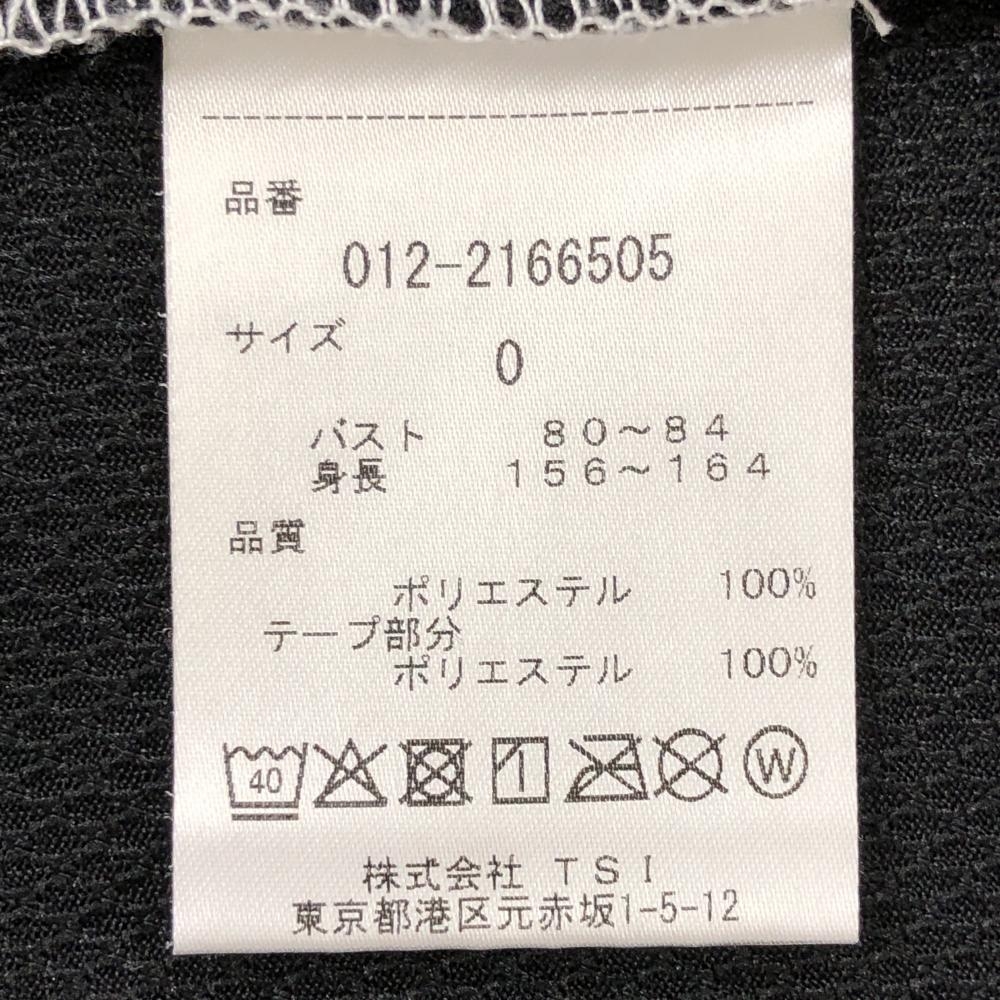 品番
012-2166505
サイズ
0
バスト 80～84
身長 156～164
品質
ポリエステル 100%
テープ部分
ポリエステル 100%
40 W
株式会社 TSI
東京都港区元赤坂1-5-12